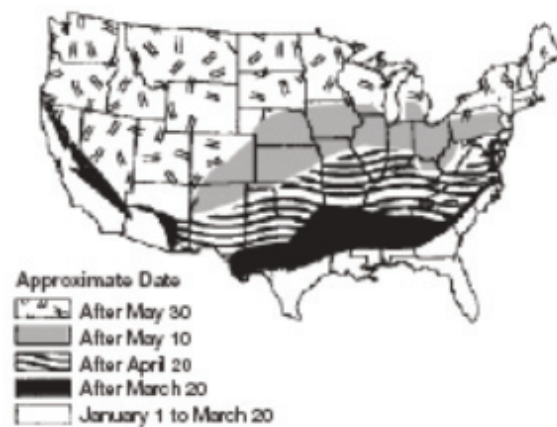 Approximate Date
After May 30
After May 10
After April 20
After March 20
January 1 to March 20